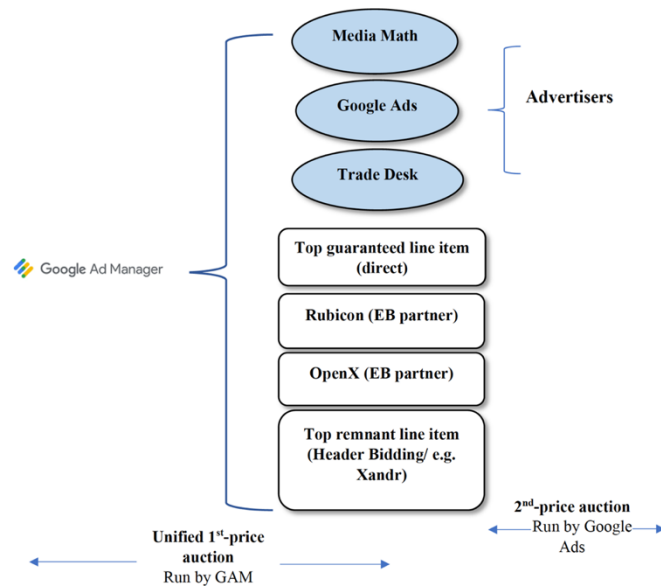 Media Math
Google Ads
Advertisers
Trade Desk
Google Ad Manager
Top guaranteed line item
(direct)
Rubicon (EB partner)
OpenX (EB partner)
Top remnant line item
(Header Bidding/ e.g.
Xandr)
Unified 1st-price
auction
Run by GAM
2nd-price auction
Run by Google
Ads